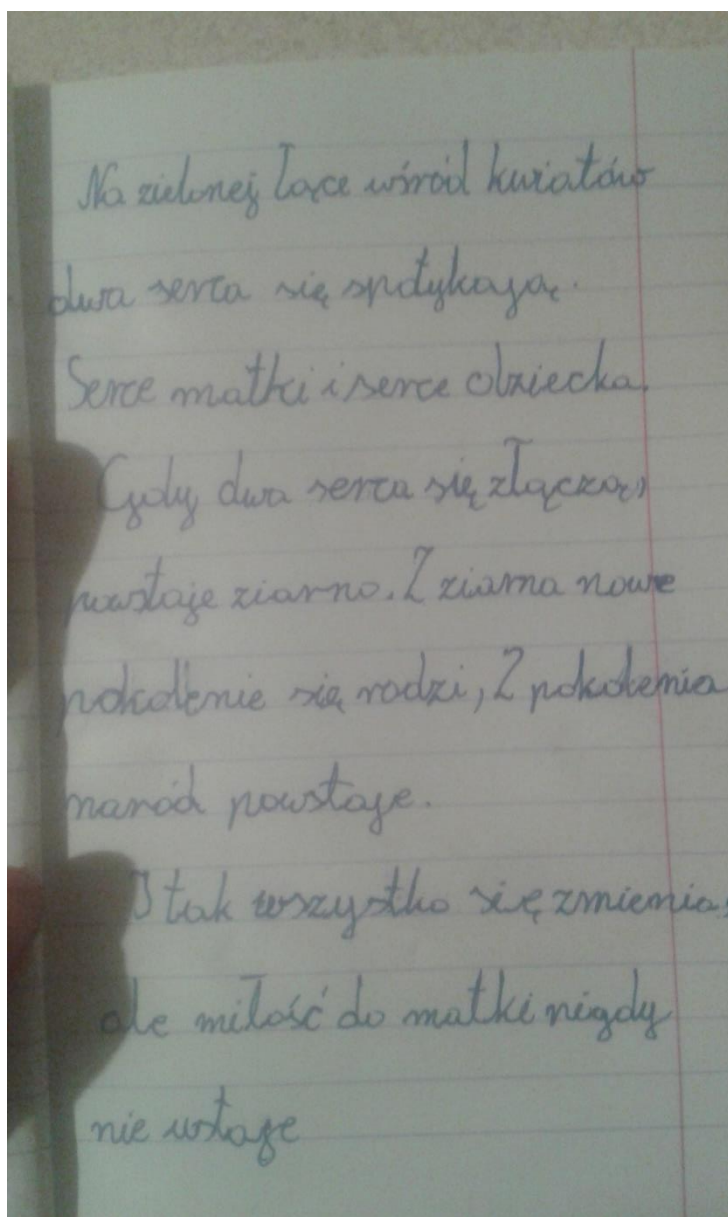 Na zielonej łące wśród kwiatów
dwa serca się spotykają.
Serce matki i serce dziecka.
Gdy dwa serca się złączą,
powstaje ziarno. Z ziarna nowe
pokolenie się rodzi, Z pokolenia
naród powstaje.
I tak wszystko się zmienia,
ale miłość do matki nigdy
nie ustaje